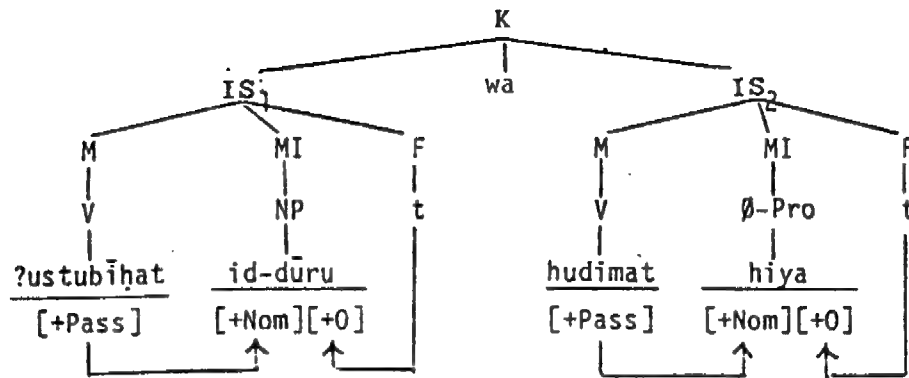 K
IS1 wa IS2
M MI F M MI F
V NP t V Ø-Pro t
?ustubīḥat id-dūru hudimat hiya
[+Pass] [+Nom][+O] [+Pass] [+Nom][+O]